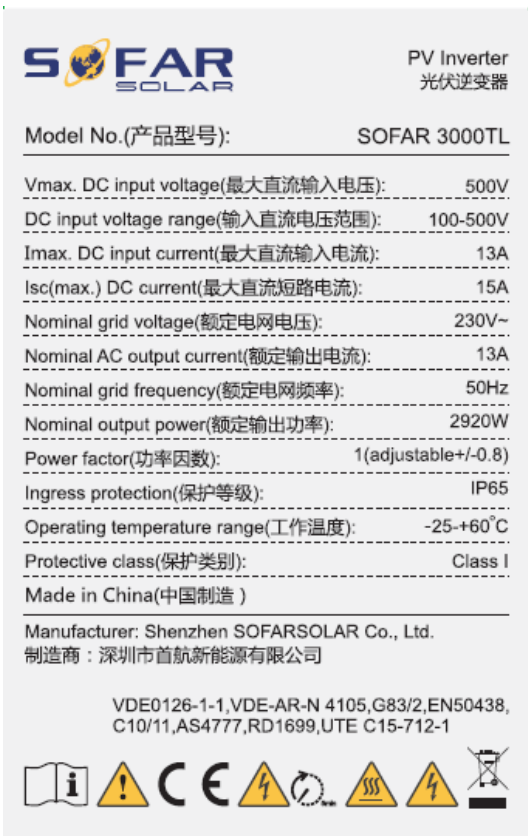 SOFAR
SOLAR
PV Inverter
光伏逆变器
Model No.(产品型号): SOFAR 3000TL
Vmax. DC input voltage(最大直流输入电压): 500V
DC input voltage range(输入直流电压范围): 100-500V
Imax. DC input current(最大直流输入电流): 13A
Isc(max.) DC current(最大直流短路电流): 15A
Nominal grid voltage(额定电网电压): 230V~
Nominal AC output current(额定输出电流): 13A
Nominal grid frequency(额定电网频率): 50Hz
Nominal output power(额定输出功率): 2920W
Power factor(功率因数): 1(adjustable+/-0.8)
Ingress protection(保护等级): IP65
Operating temperature range(工作温度): -25-+60°C
Protective class(保护类别): Class I
Made in China(中国制造 )
Manufacturer: Shenzhen SOFARSOLAR Co., Ltd.
制造商：深圳市首航新能源有限公司
VDE0126-1-1,VDE-AR-N 4105,G83/2,EN50438,
C10/11,AS4777,RD1699,UTE C15-712-1
i ! CE